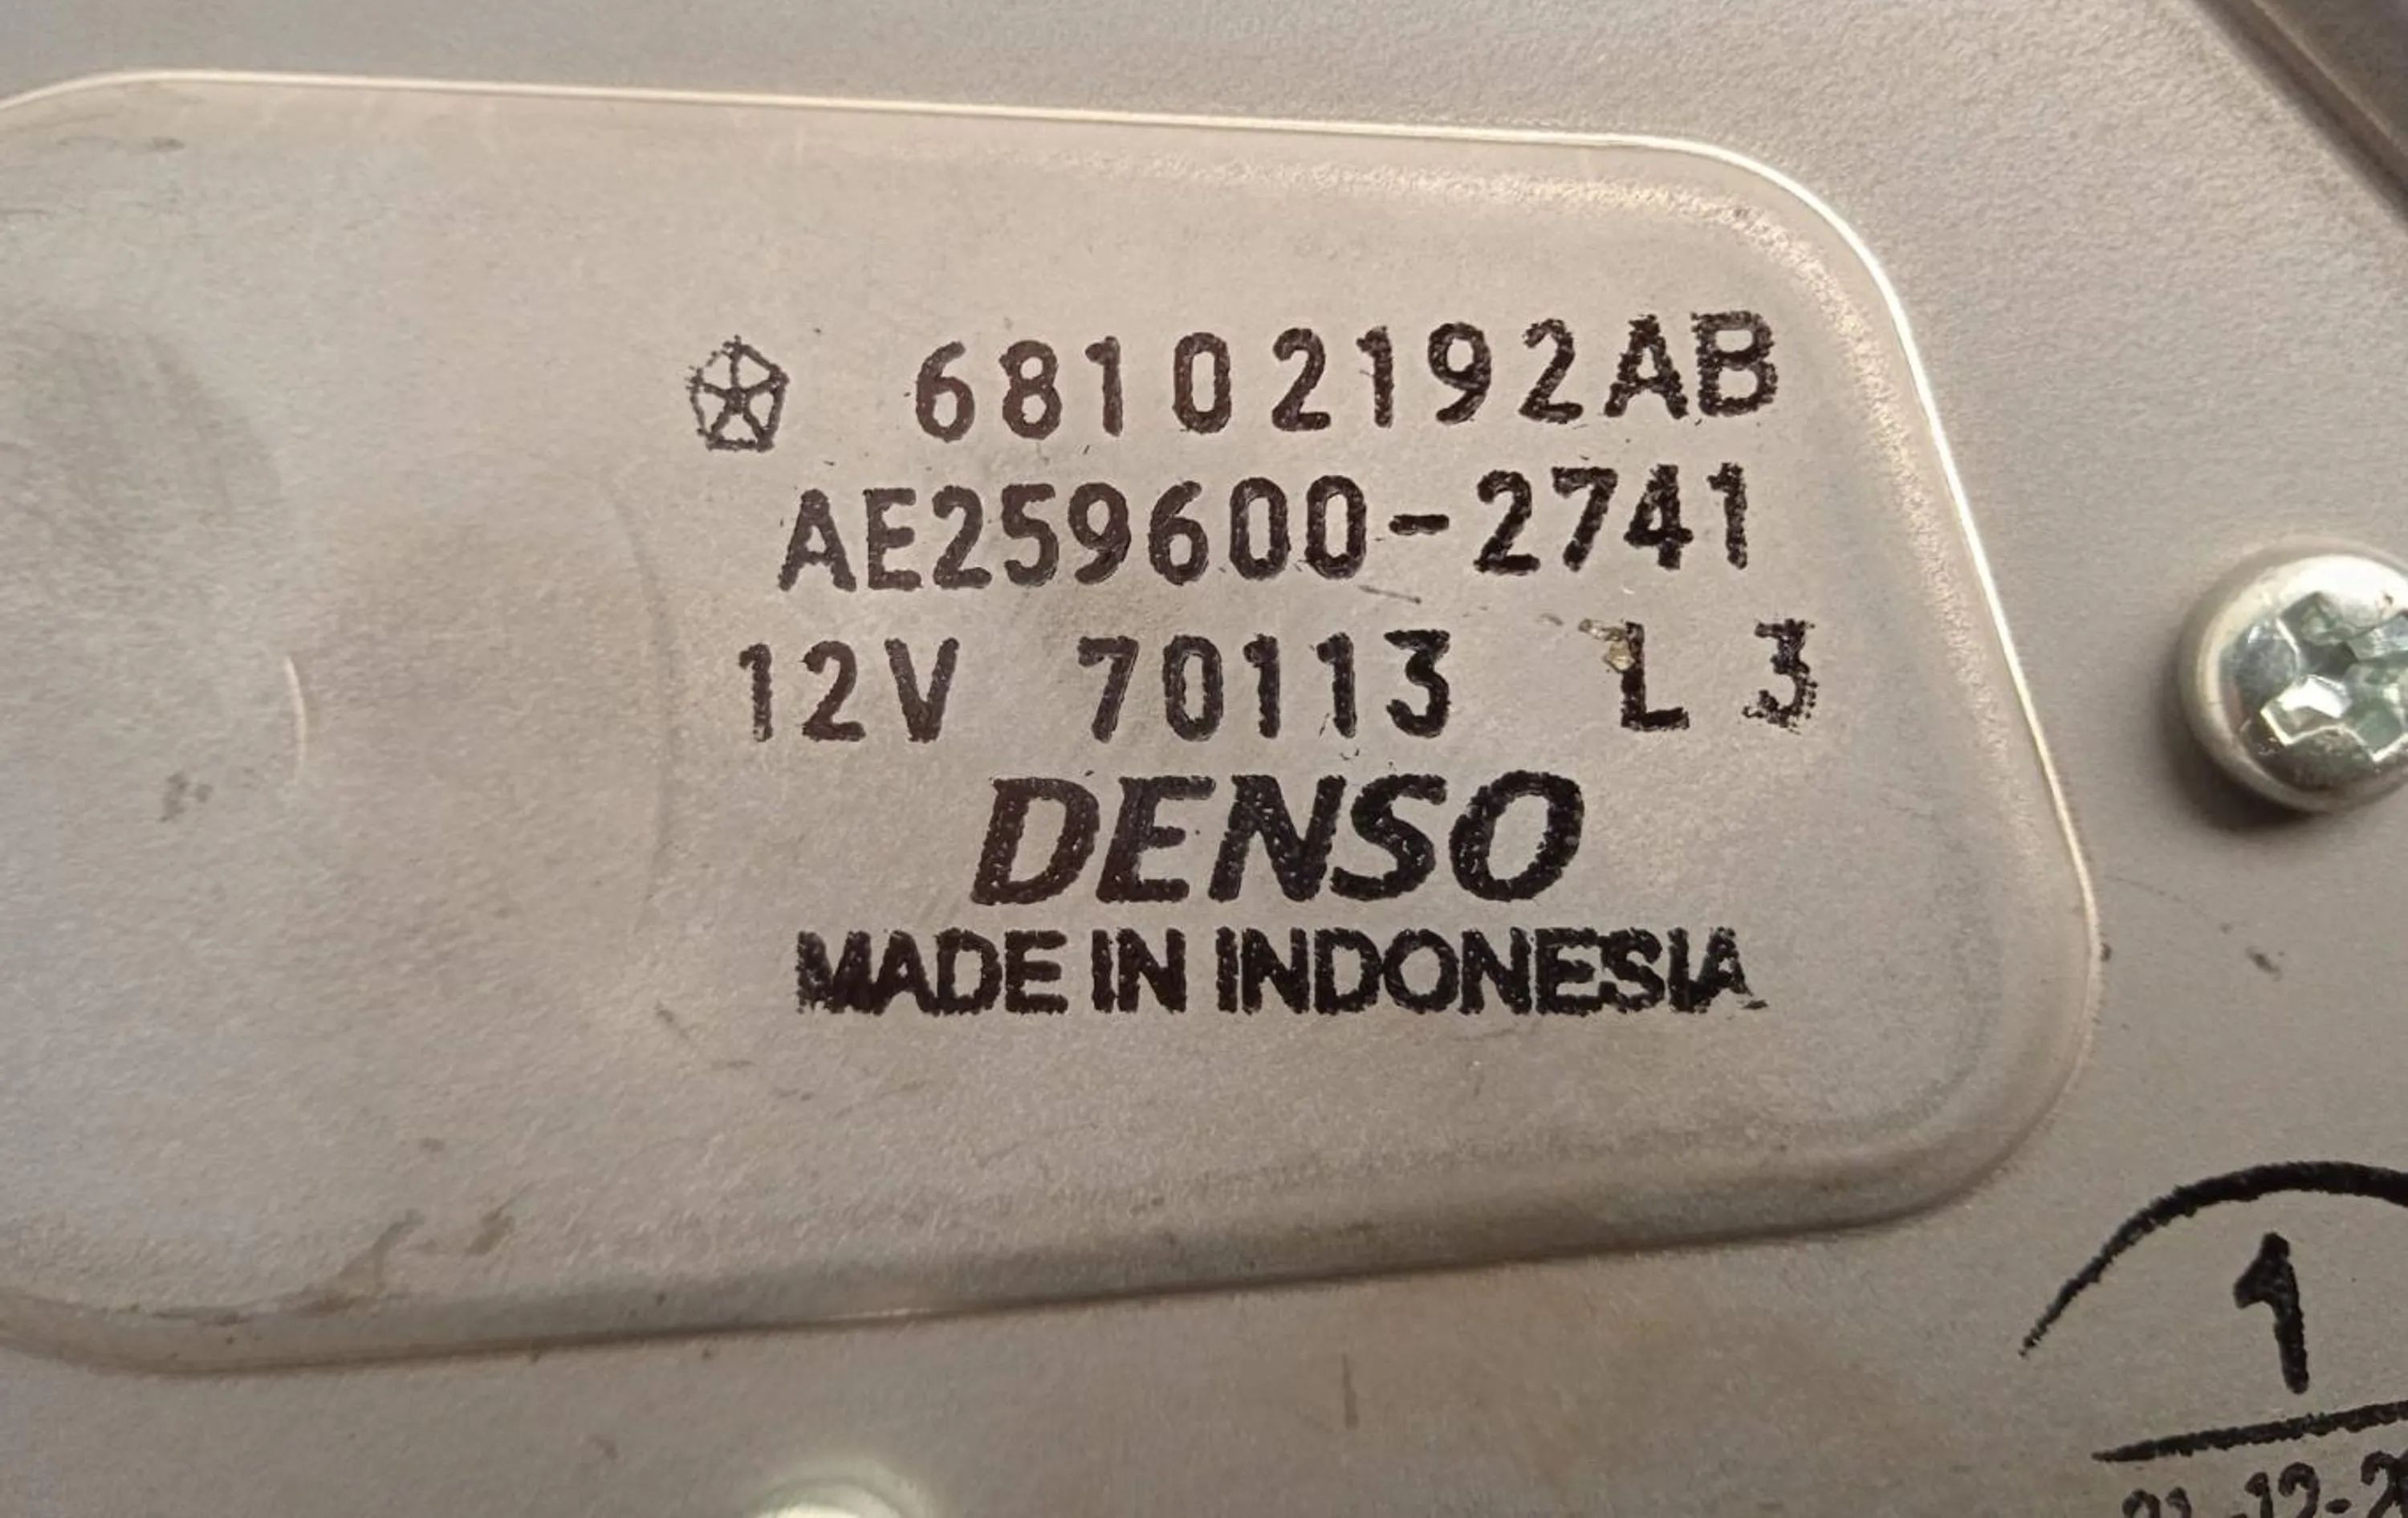 68102192AB
AE259600-2741
12V 70113 L 3
DENSO
MADE IN INDONESIA
1